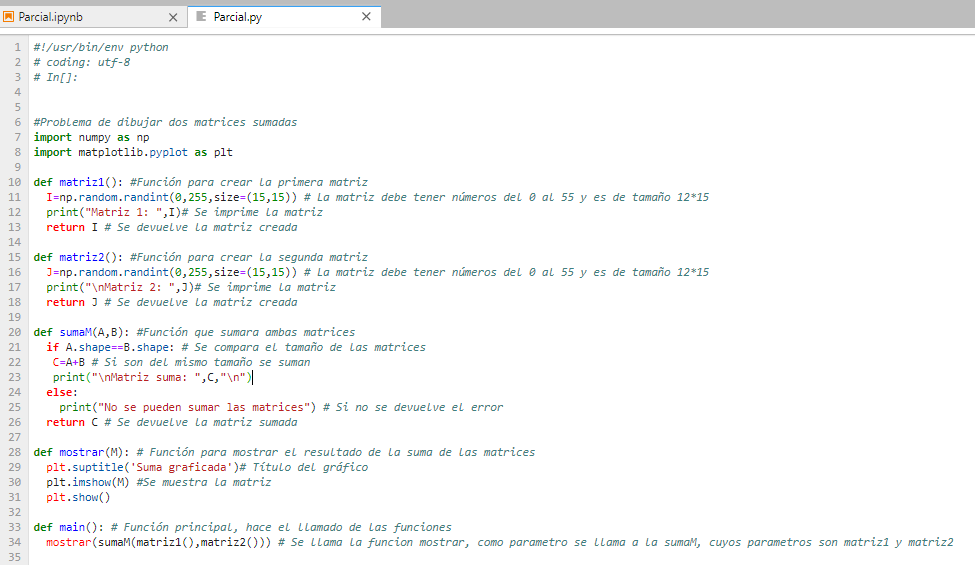 Parcial.ipynb
Parcial.py
1 #!/usr/bin/env python
2 # coding: utf-8
3 # In[]:
4
5
6 #Problema de dibujar dos matrices sumadas
7 import numpy as np
8 import matplotlib.pyplot as plt
9
10 def matriz1(): #Función para crear la primera matriz
11   I=np.random.randint(0,255,size=(15,15)) # La matriz debe tener números del 0 al 55 y es de tamaño 12*15
12   print("Matriz 1: ",I)# Se imprime la matriz
13   return I # Se devuelve la matriz creada
14
15 def matriz2(): #Función para crear la segunda matriz
16   J=np.random.randint(0,255,size=(15,15)) # La matriz debe tener números del 0 al 55 y es de tamaño 12*15
17   print("\nMatriz 2: ",J)# Se imprime la matriz
18   return J # Se devuelve la matriz creada
19
20 def sumaM(A,B): #Función que sumara ambas matrices
21   if A.shape==B.shape: # Se compara el tamaño de las matrices
22    C=A+B # Si son del mismo tamaño se suman
23    print("\nMatriz suma: ",C,"\n")
24   else:
25     print("No se pueden sumar las matrices") # Si no se devuelve el error
26   return C # Se devuelve la matriz sumada
27
28 def mostrar(M): # Función para mostrar el resultado de la suma de las matrices
29   plt.suptitle('Suma graficada')# Título del gráfico
30   plt.imshow(M) #Se muestra la matriz
31   plt.show()
32
33 def main(): # Función principal, hace el llamado de las funciones
34   mostrar(sumaM(matriz1(),matriz2())) # Se llama la funcion mostrar, como parametro se llama a la sumaM, cuyos parametros son matriz1 y matriz2
35